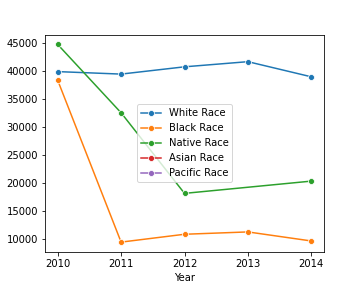 45000
40000
35000
30000
25000
20000
15000
10000
White Race
Black Race
Native Race
Asian Race
Pacific Race
2010 2011 2012 2013 2014
Year